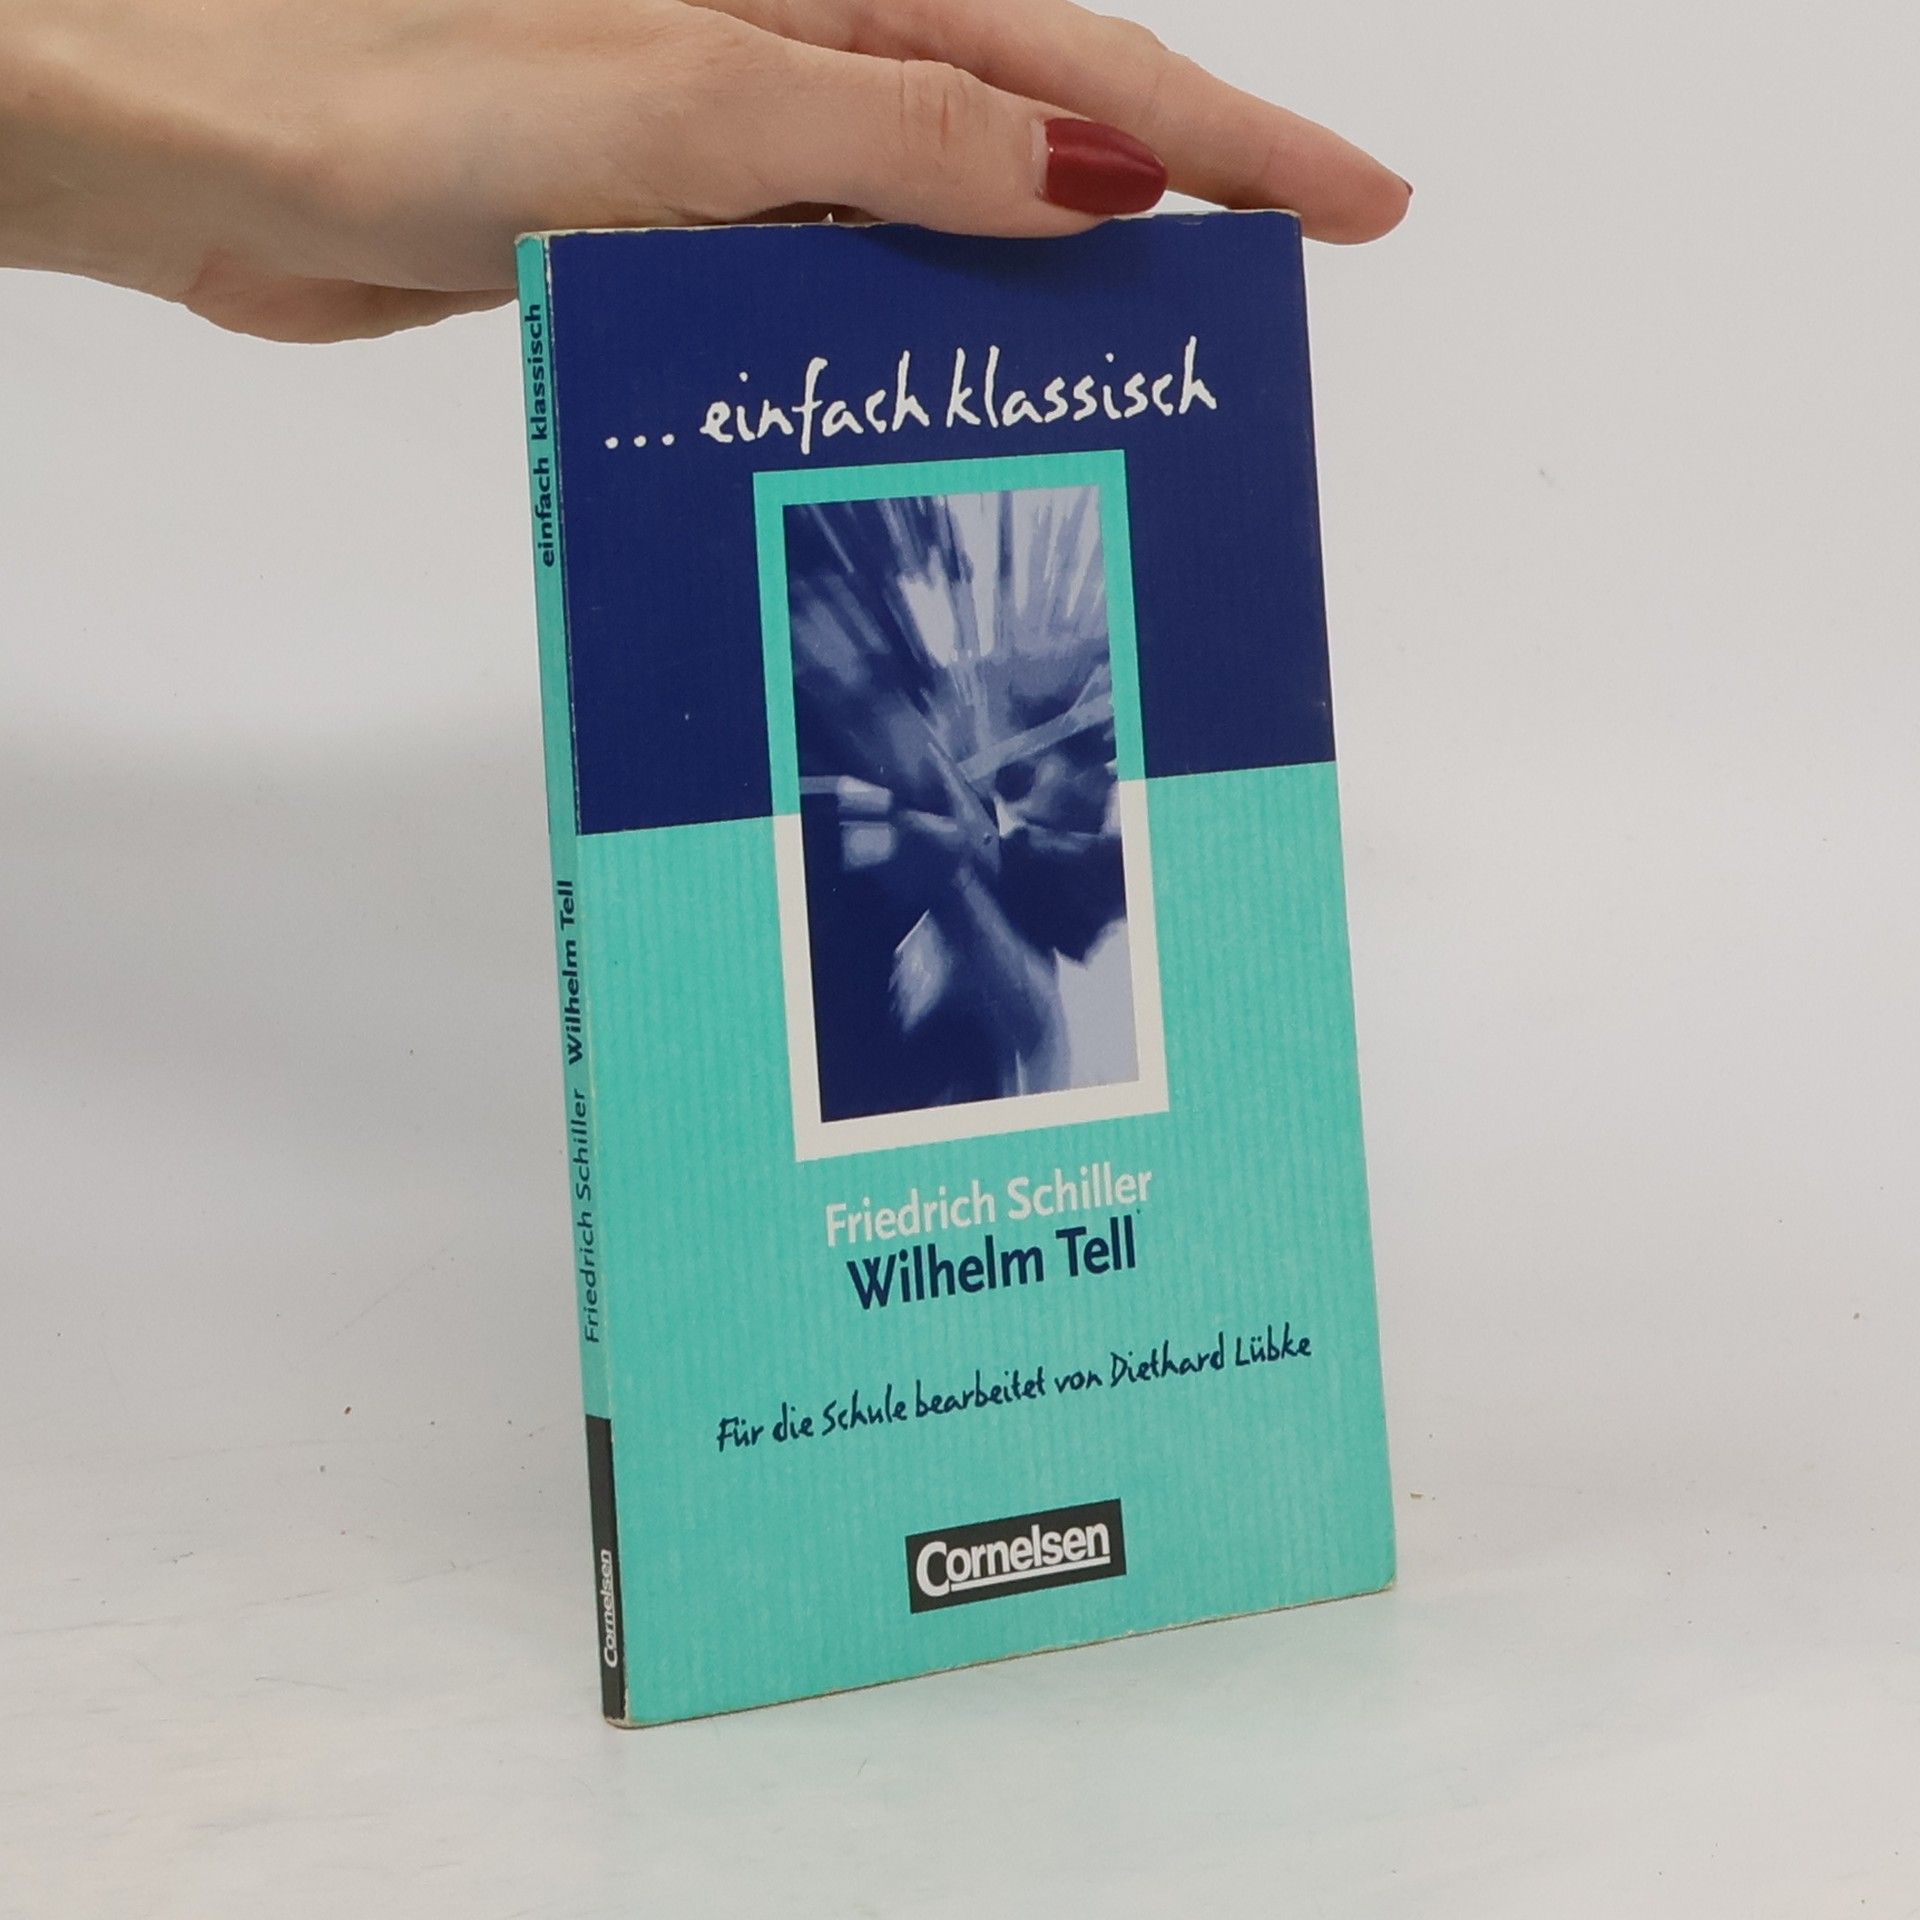 ... einfach klassisch
Friedrich Schiller
Wilhelm Tell
Für die Schule bearbeitet von Diethard Lübke
Cornelsen
einfach klassisch
Friedrich Schiller Wilhelm Tell
Cornelsen